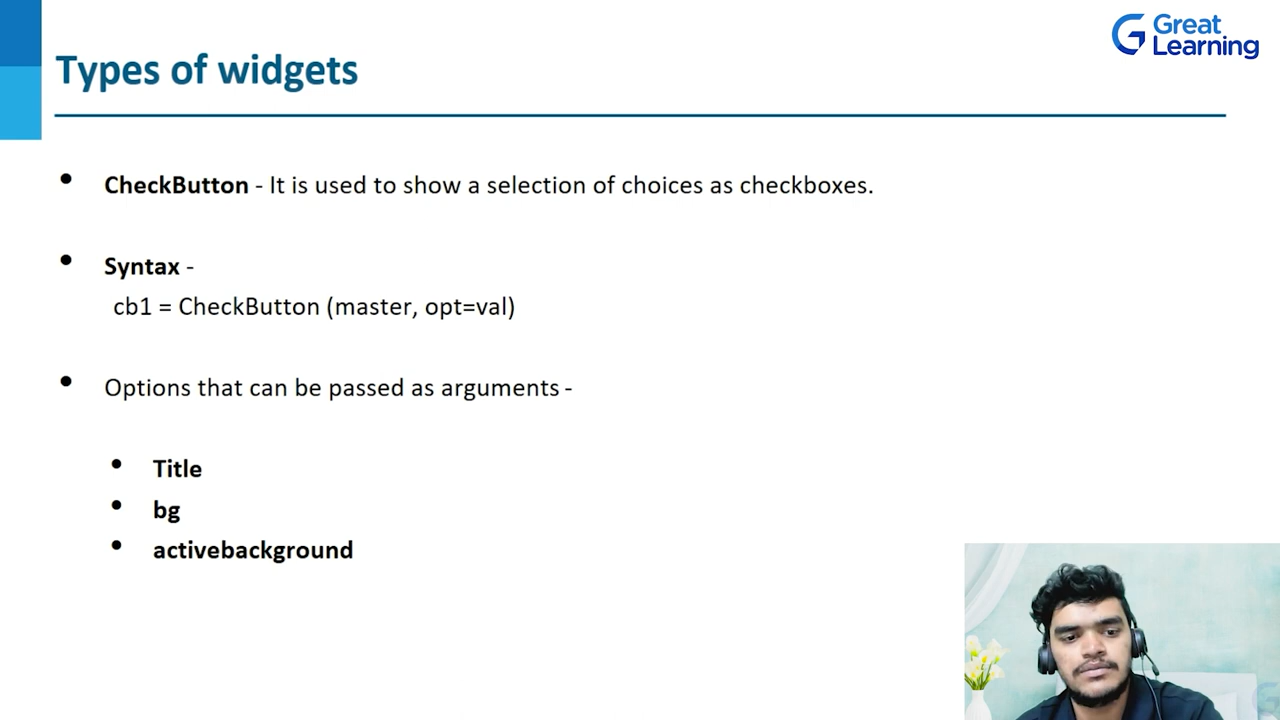 Great
Learning
Types of widgets
• CheckButton - It is used to show a selection of choices as checkboxes.
• Syntax -
cb1 = CheckButton (master, opt=val)
• Options that can be passed as arguments -
• Title
• bg
• activebackground